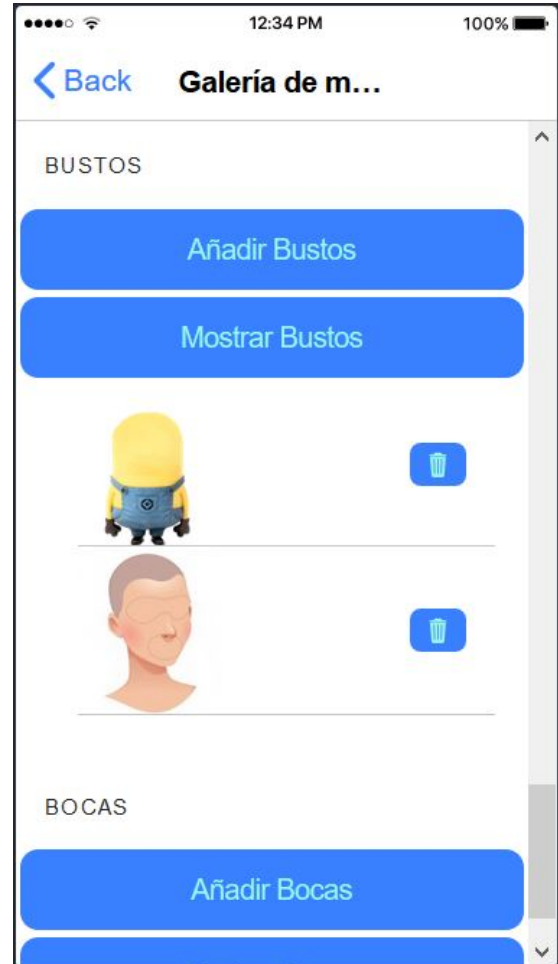 12:34 PM 100%
Back Galería de m...
BUSTOS
Añadir Bustos
Mostrar Bustos
BOCAS
Añadir Bocas